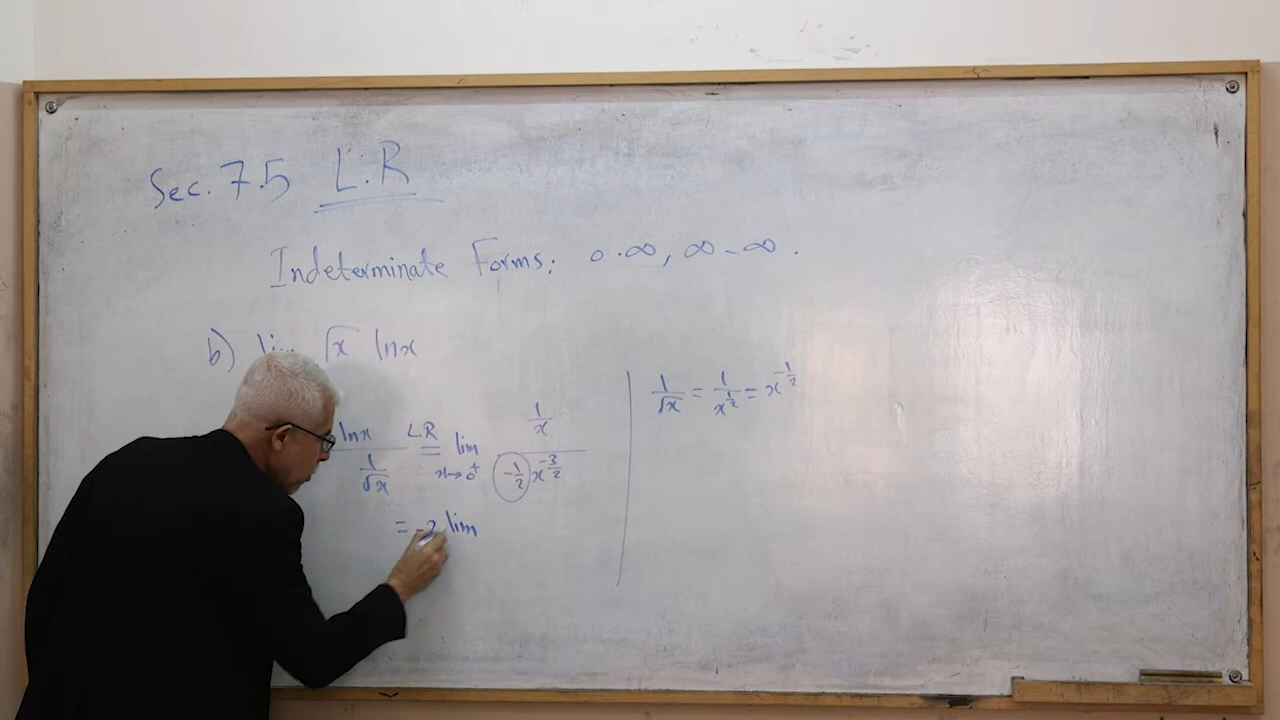 Sec. 7.5 L.R
Indeterminate Forms: 0·∞, ∞-∞.
b) lim √x lnx
lnx / (1/√x) L.R = lim x→0⁺ (1/x) / (-1/2 x^(-3/2))
= -2 lim
1/√x = 1/x^(1/2) = x^(-1/2)